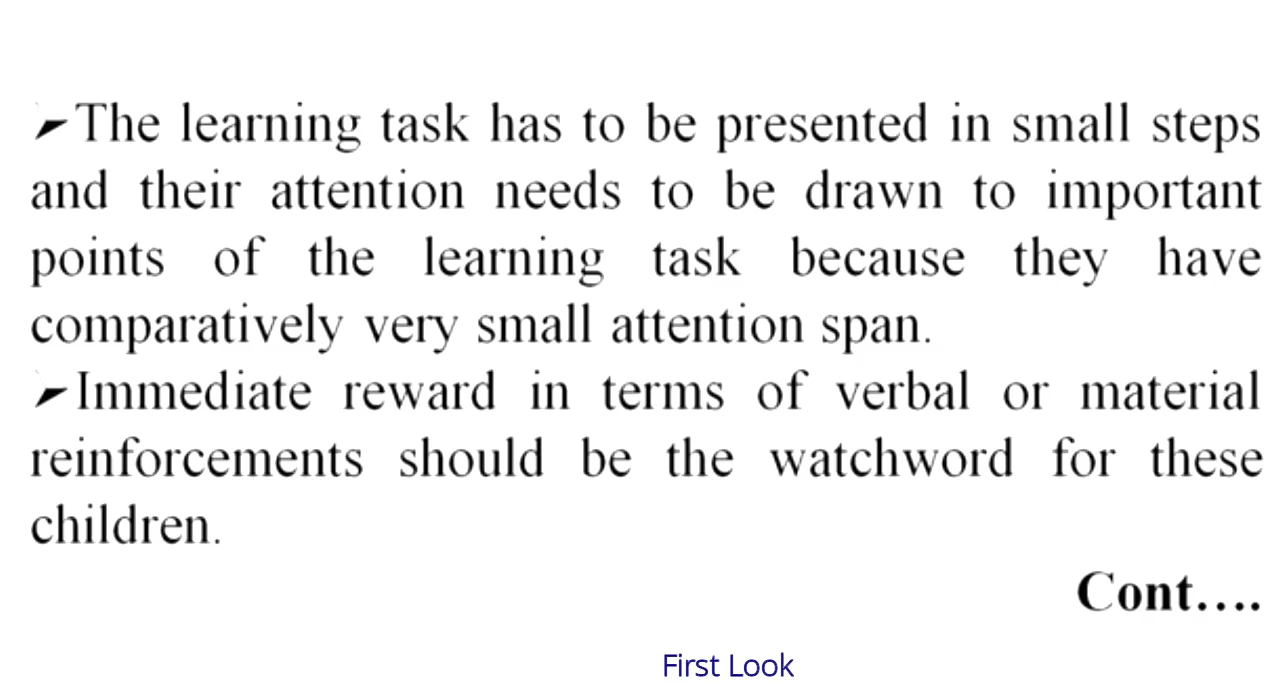 ➤The learning task has to be presented in small steps
and their attention needs to be drawn to important
points of the learning task because they have
comparatively very small attention span.
➤Immediate reward in terms of verbal or material
reinforcements should be the watchword for these
children.
Cont….
First Look